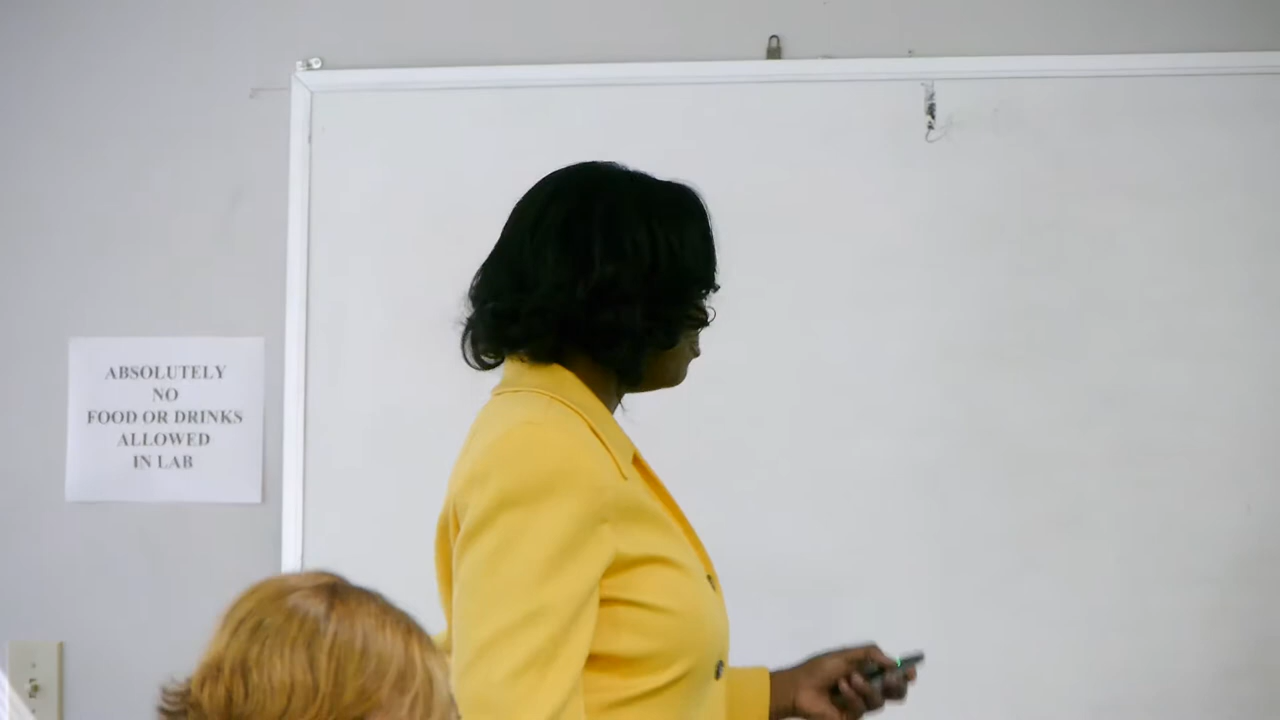 ABSOLUTELY
NO
FOOD OR DRINKS
ALLOWED
IN LAB